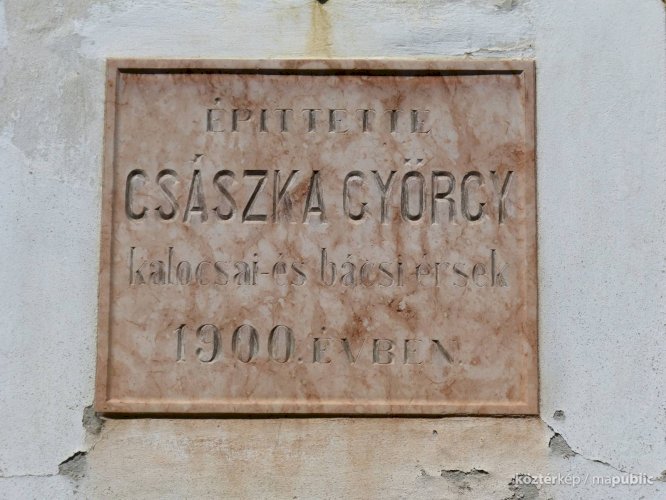 ÉPITTETTE
CSÁSZKA GYÖRGY
kalocsai-és bácsi érsek
1900. ÉVBEN.
köztérkép / mapublic